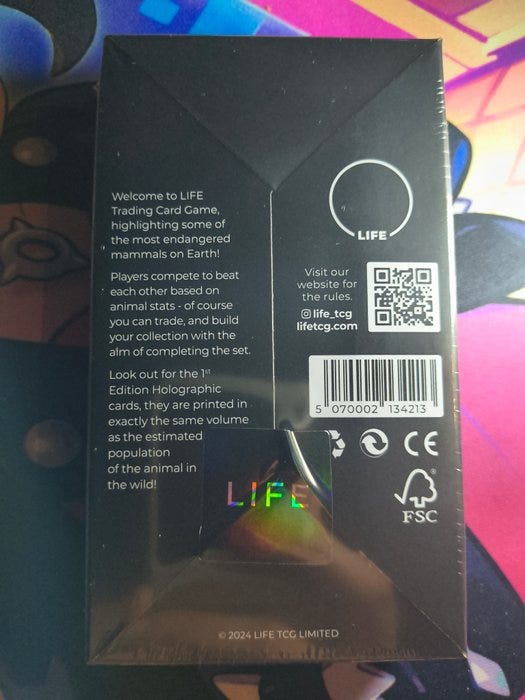 Welcome to LIFE
Trading Card Game,
highlighting some of
the most endangered
mammals on Earth!
Players compete to beat
each other based on
animal stats - of course
you can trade, and build
your collection with the
alm of completing the set.
Look out for the 1st
Edition Holographic
cards, they are printed in
exactly the same volume
as the estimated
population
of the animal in
the wild!
LIFE
Visit our
website for
the rules.
life_tcg
lifetcg.com
5 070002 134213
CE
FSC
®
LIFE
© 2024 LIFE TCG LIMITED